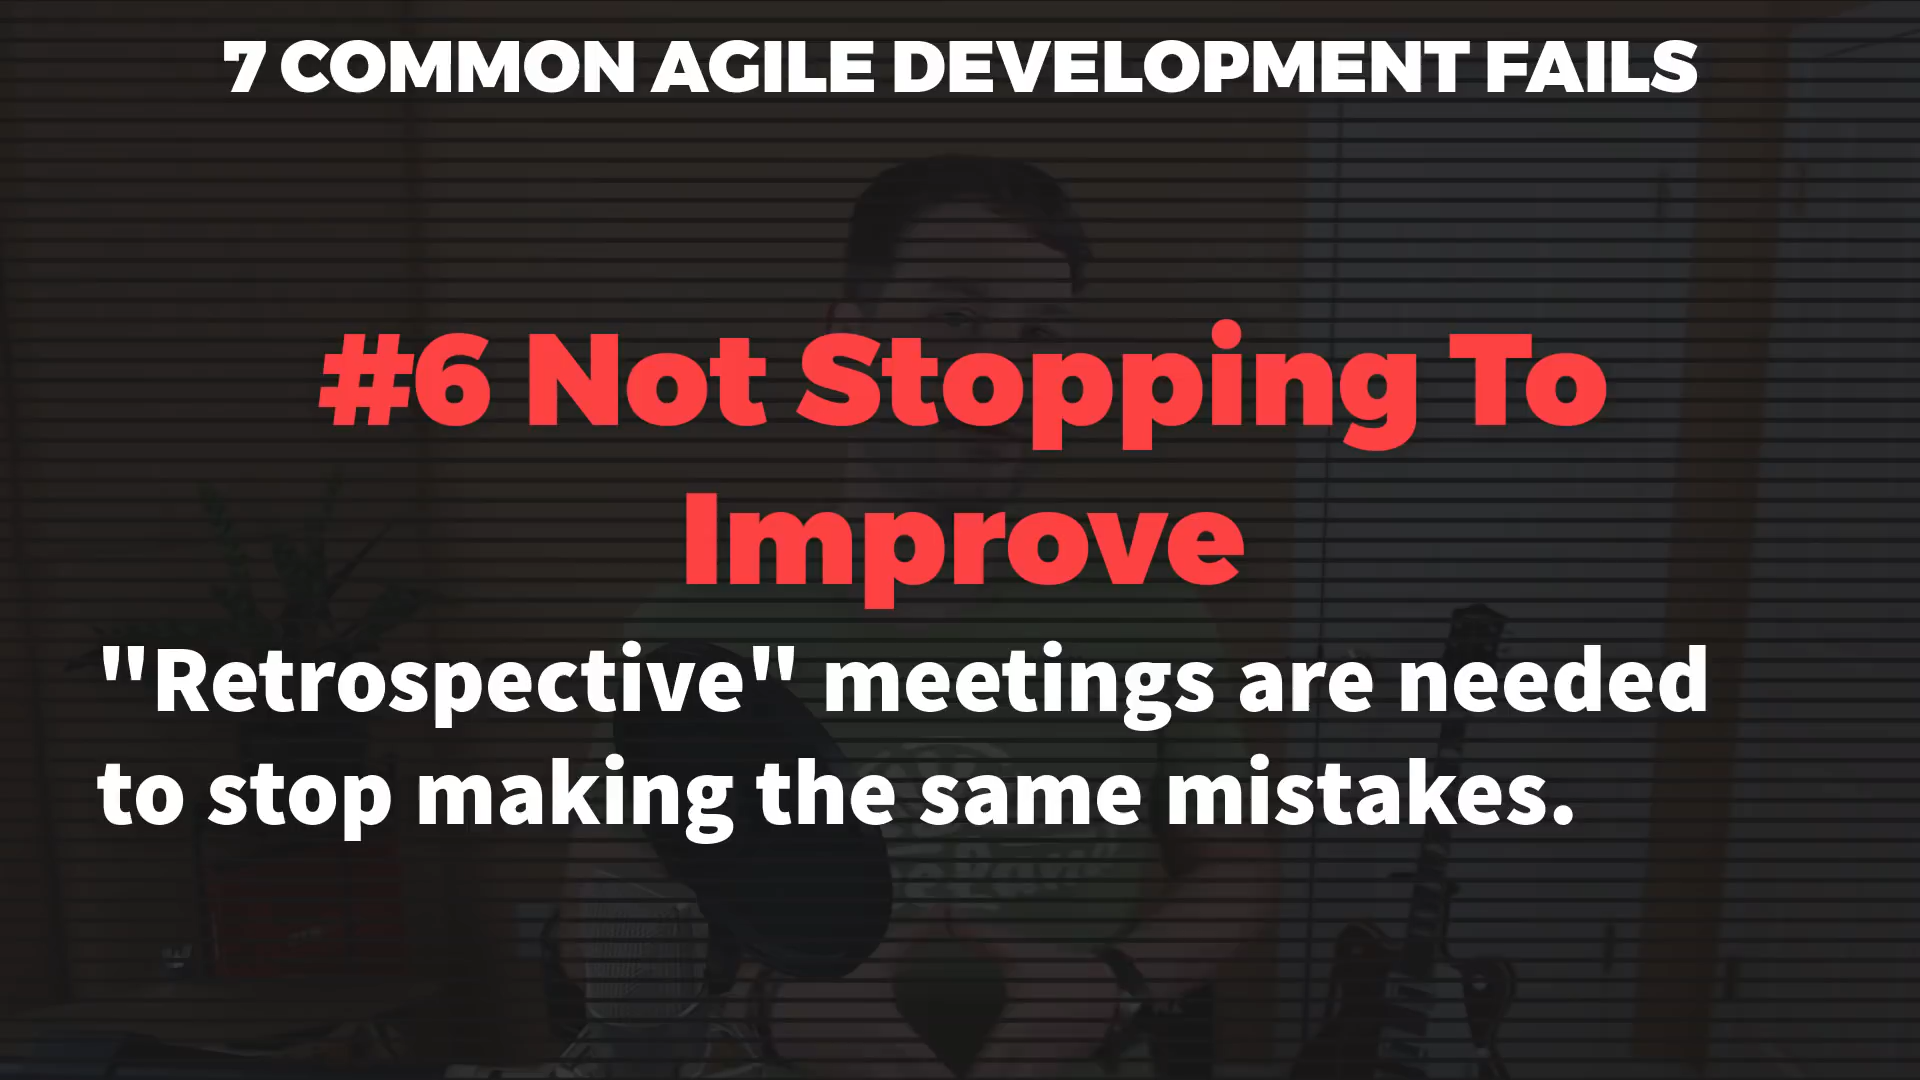 7 COMMON AGILE DEVELOPMENT FAILS
#6 Not Stopping To
Improve
"Retrospective" meetings are needed
to stop making the same mistakes.